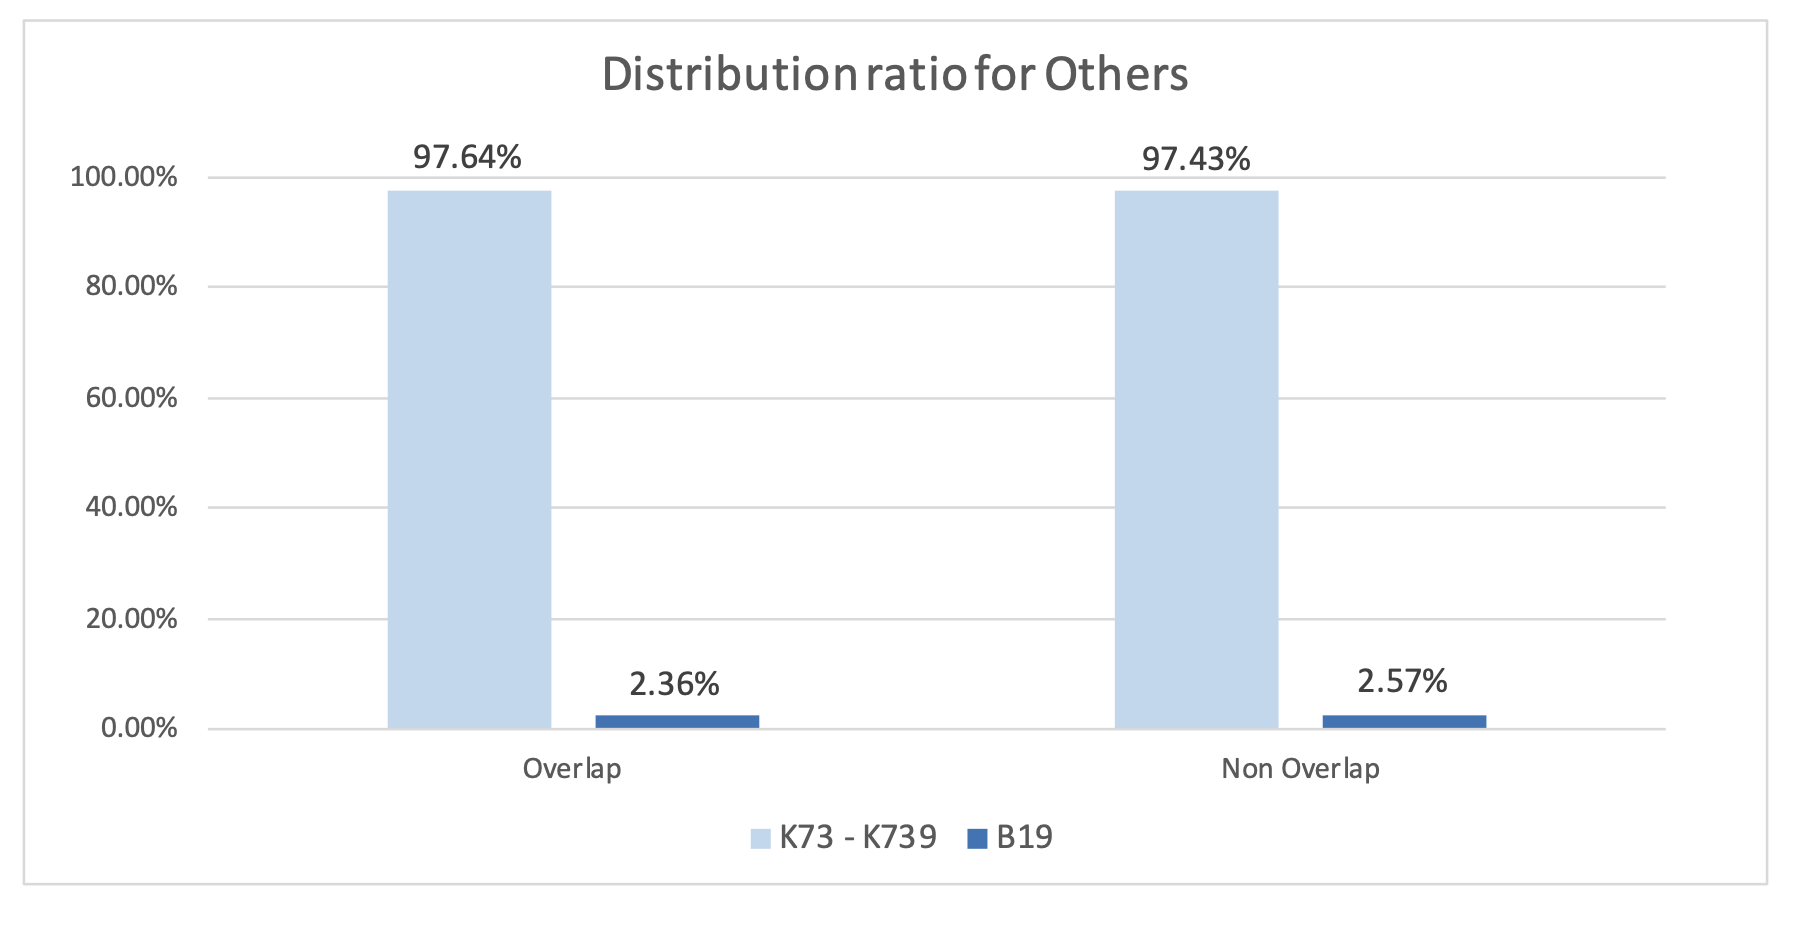 Distribution ratio for Others
97.64%
97.43%
100.00%
80.00%
60.00%
40.00%
20.00%
2.36%
2.57%
0.00%
Overlap
Non Overlap
K73 - K739
B19